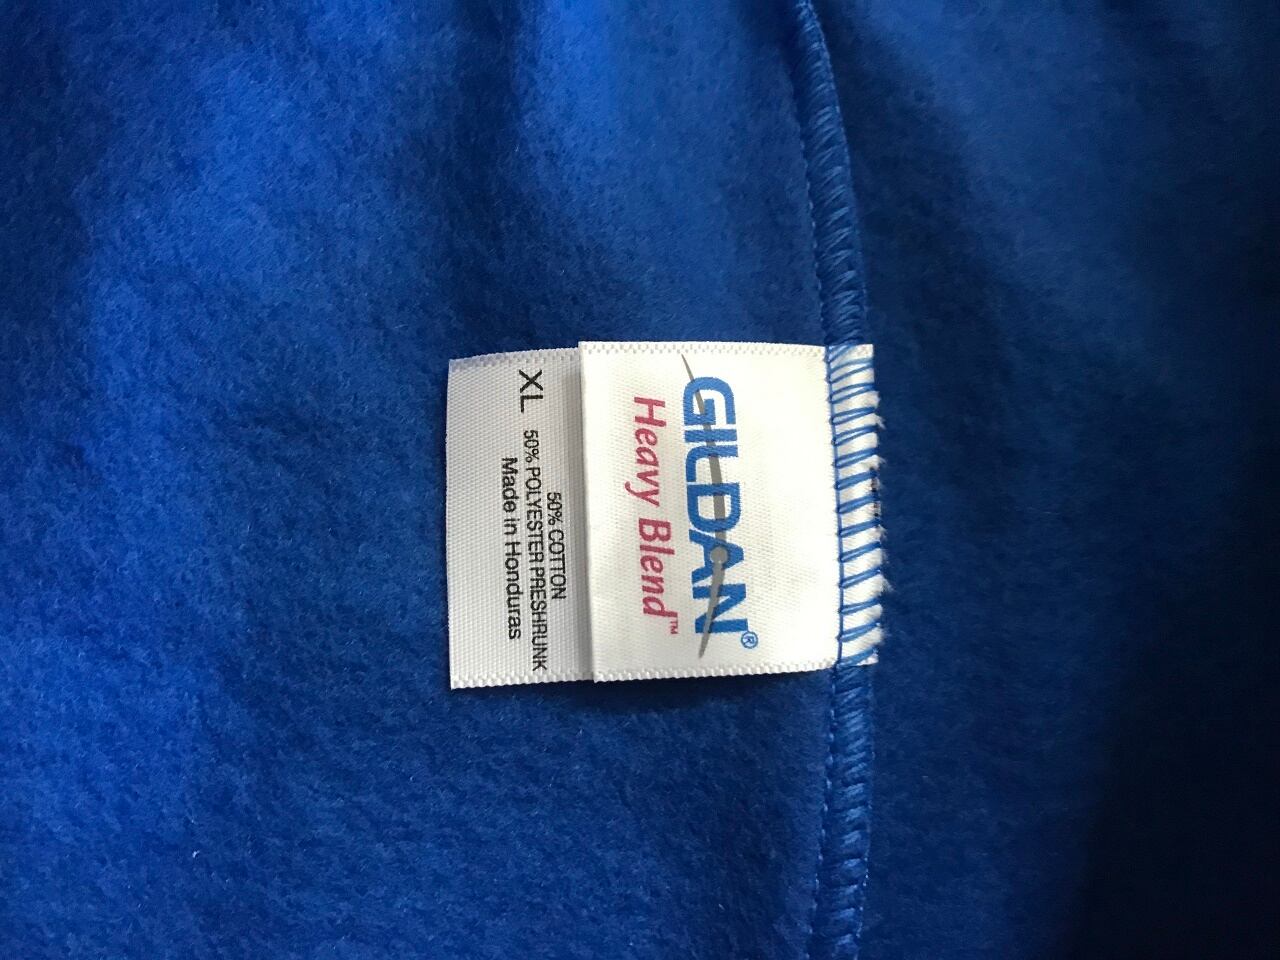 GILDAN®
Heavy Blend™
XL
50% COTTON
50% POLYESTER PRESHRUNK
Made in Honduras